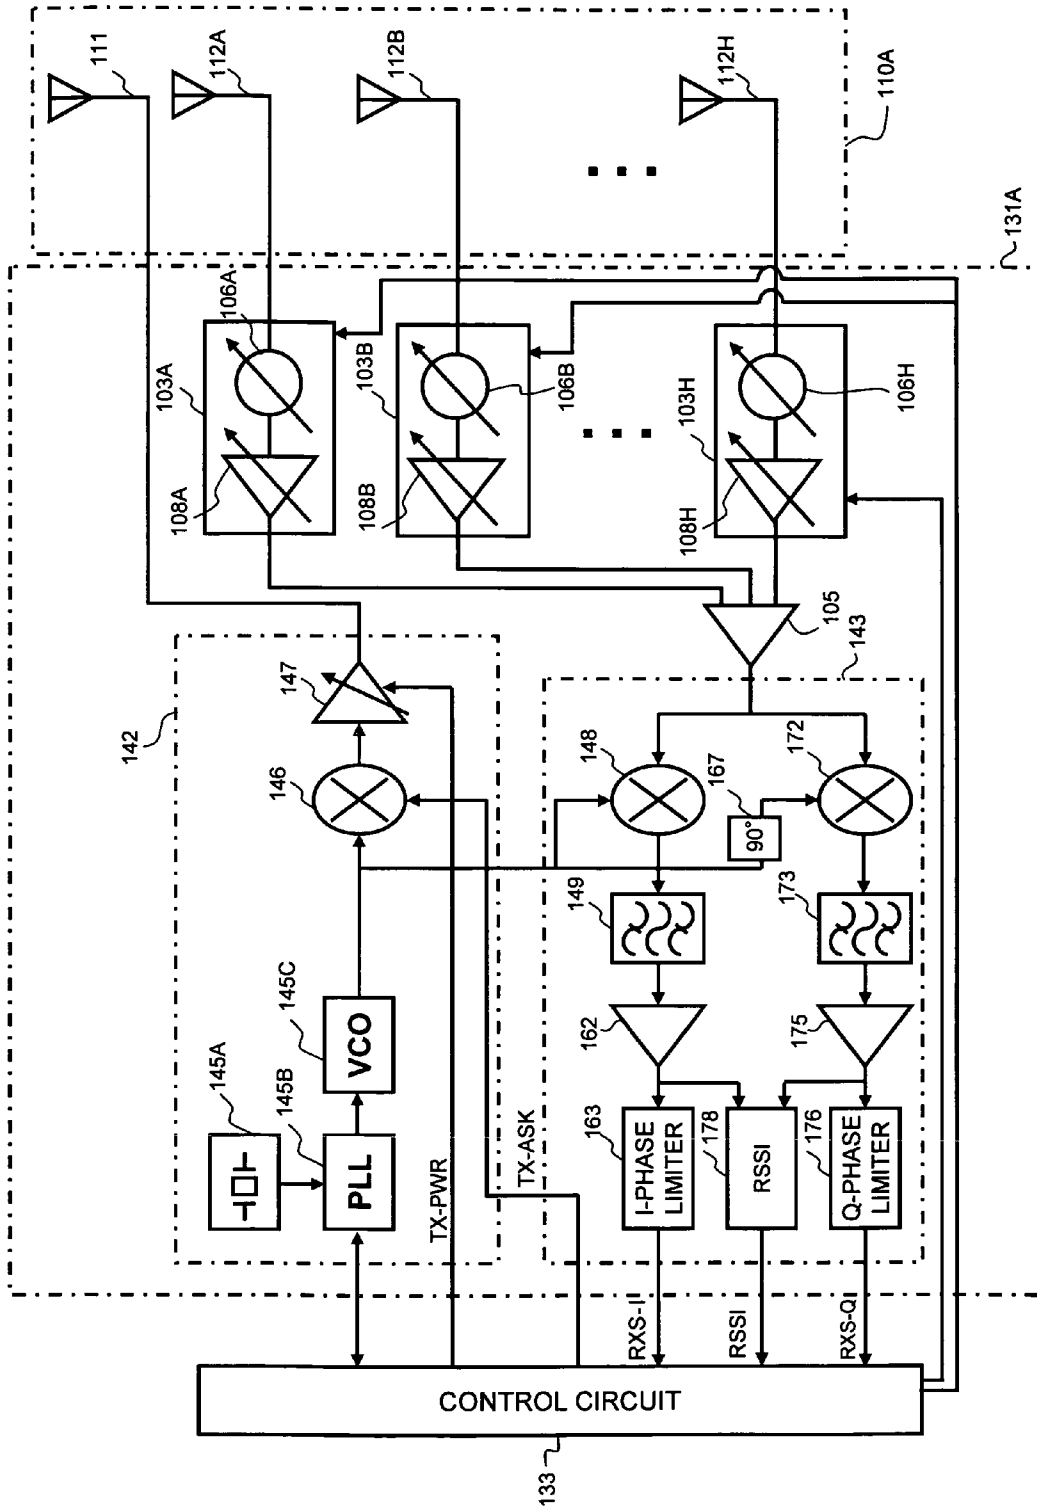 111
112A
112B
112H
110A
131A
106A
103A
108A
103B
106B
108B
103H
106H
108H
105
143
142
147
146
148
167
90°
172
149
173
145A
145B
145C
PLL
VCO
162
175
TX-PWR
TX-ASK
163
I-PHASE
LIMITER
178
RSSI
176
Q-PHASE
LIMITER
RXS-I
RSSI
RXS-Q
CONTROL CIRCUIT
133